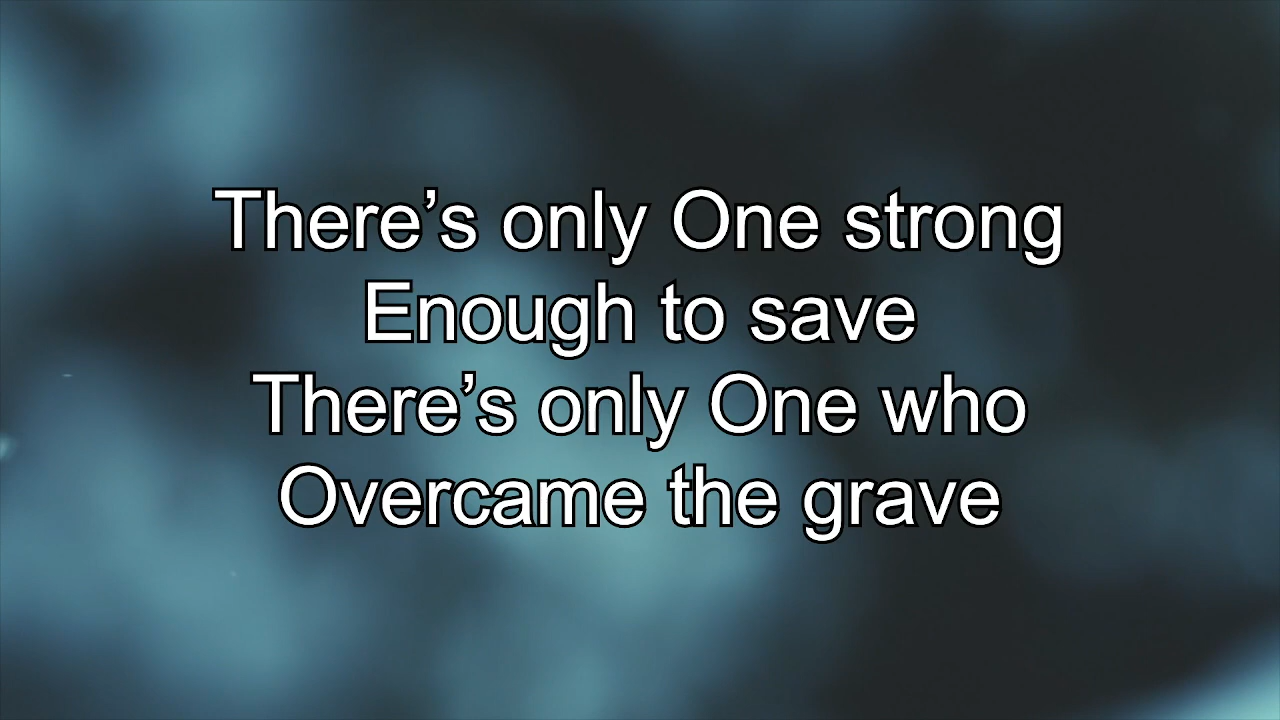 There’s only One strong
Enough to save
There’s only One who
Overcame the grave